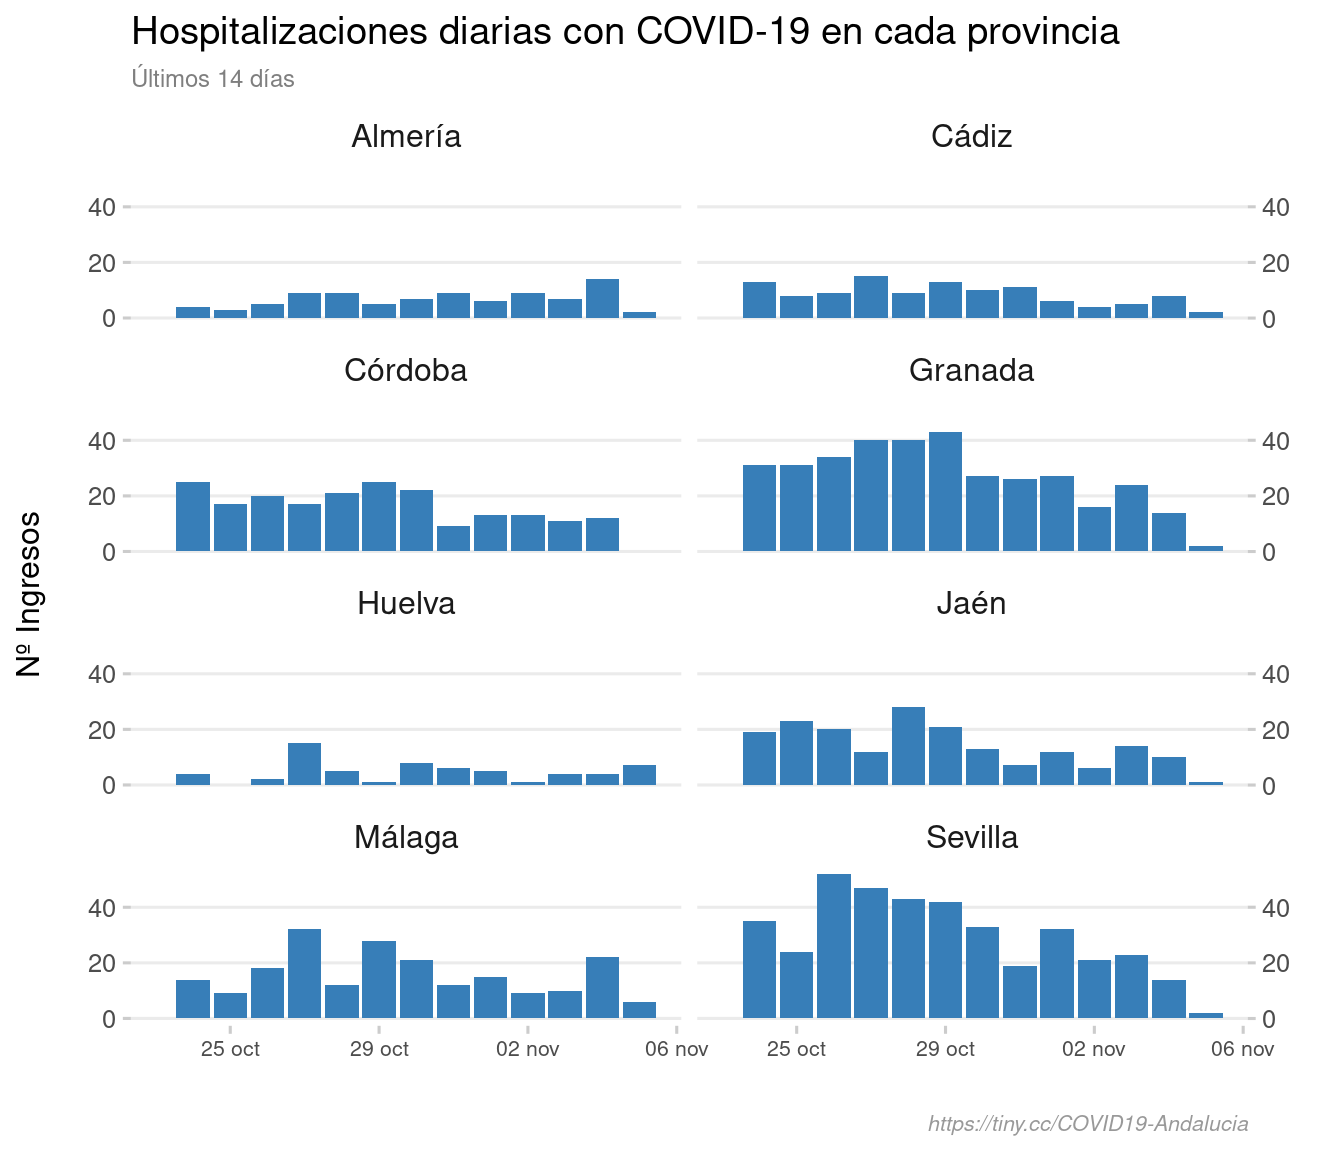 Hospitalizaciones diarias con COVID-19 en cada provincia
Últimos 14 días
Almería
Cádiz
40
40
20
20
0
0
Córdoba
Granada
40
40
20
20
0
0
Nº Ingresos
Huelva
Jaén
40
40
20
20
0
0
Málaga
Sevilla
40
40
20
20
0
0
25 oct 29 oct 02 nov 06 nov 25 oct 29 oct 02 nov 06 nov
https://tiny.cc/COVID19-Andalucia